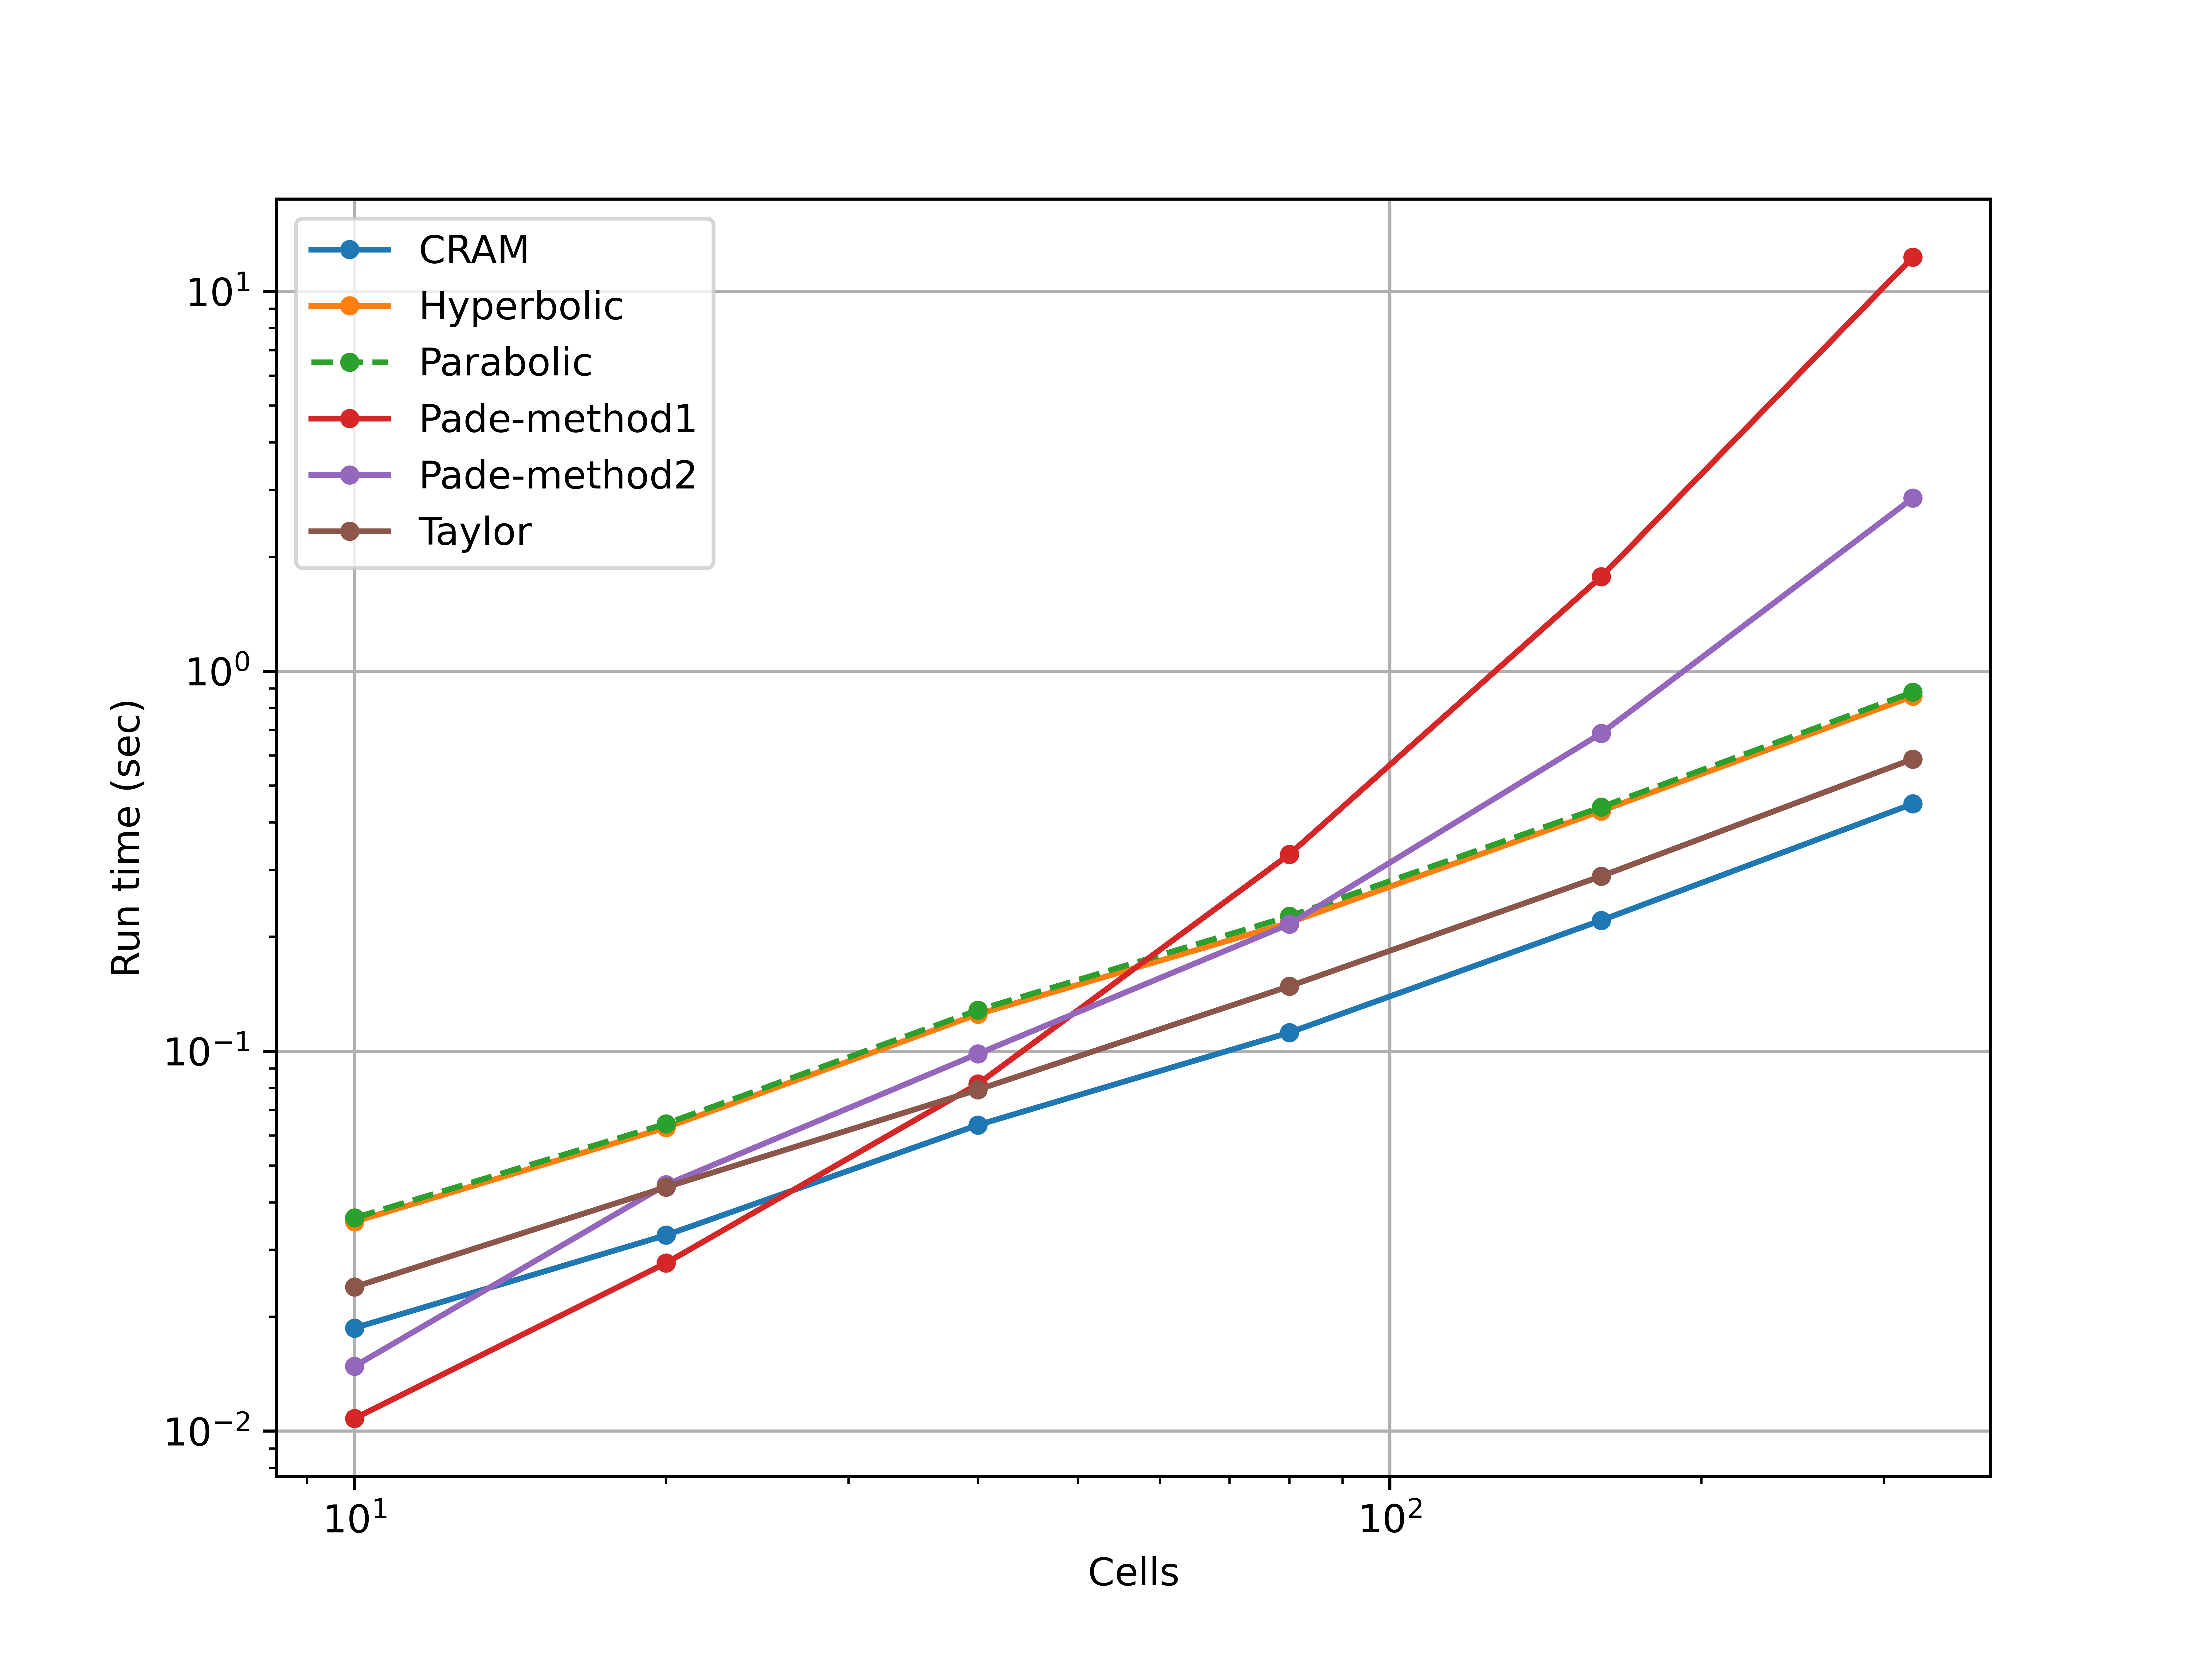 CRAM
Hyperbolic
Parabolic
Pade-method1
Pade-method2
Taylor
10¹
10⁰
10⁻¹
10⁻²
Run time (sec)
10¹ 10²
Cells